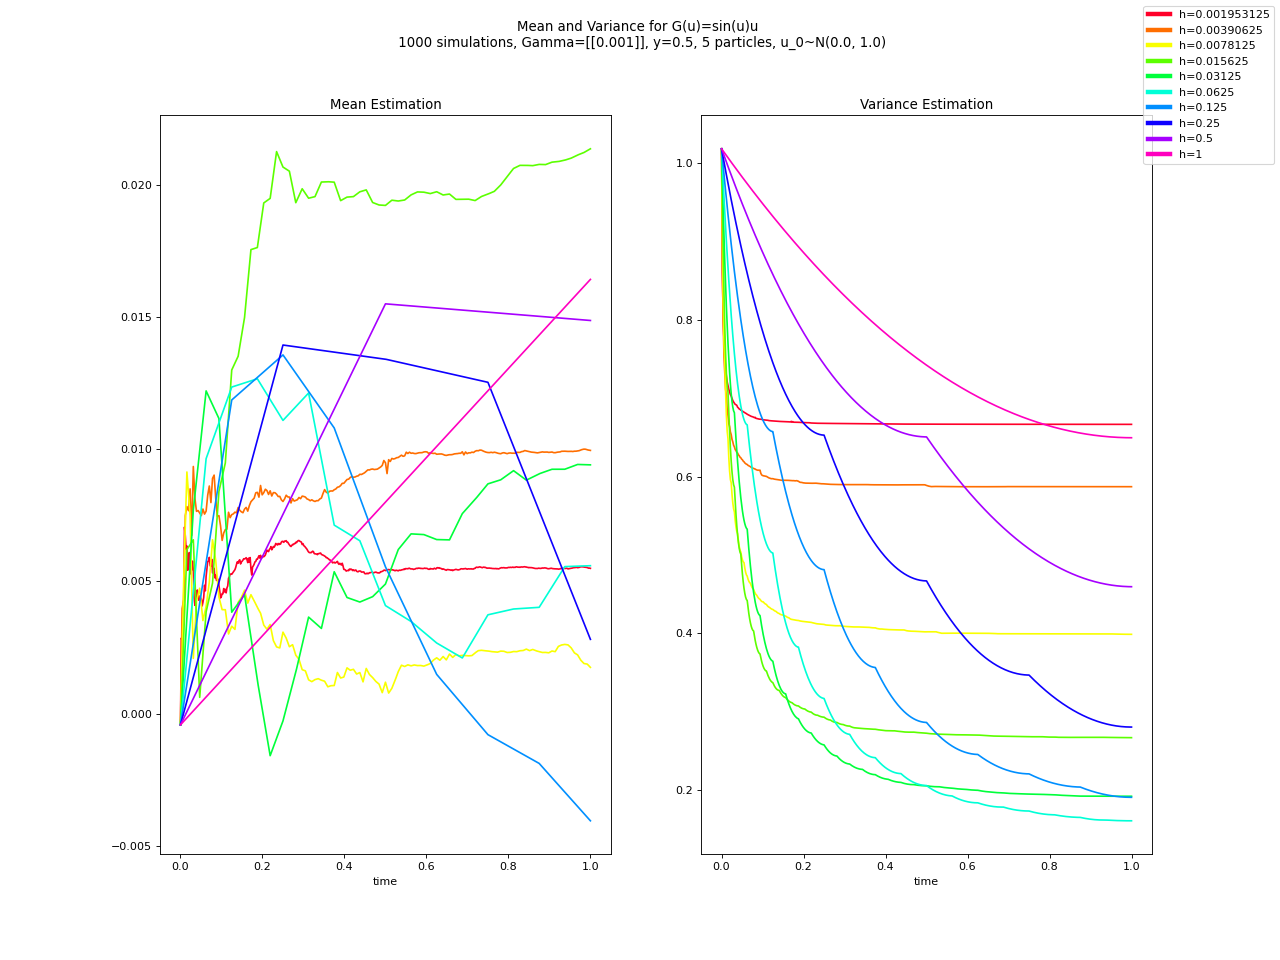 Mean and Variance for G(u)=sin(u)u
1000 simulations, Gamma=[[0.001]], y=0.5, 5 particles, u_0~N(0.0, 1.0)
h=0.001953125
h=0.00390625
h=0.0078125
h=0.015625
h=0.03125
h=0.0625
h=0.125
h=0.25
h=0.5
h=1
Mean Estimation
0.020
0.015
0.010
0.005
0.000
−0.005
0.0 0.2 0.4 0.6 0.8 1.0
time
Variance Estimation
1.0
0.8
0.6
0.4
0.2
0.0 0.2 0.4 0.6 0.8 1.0
time